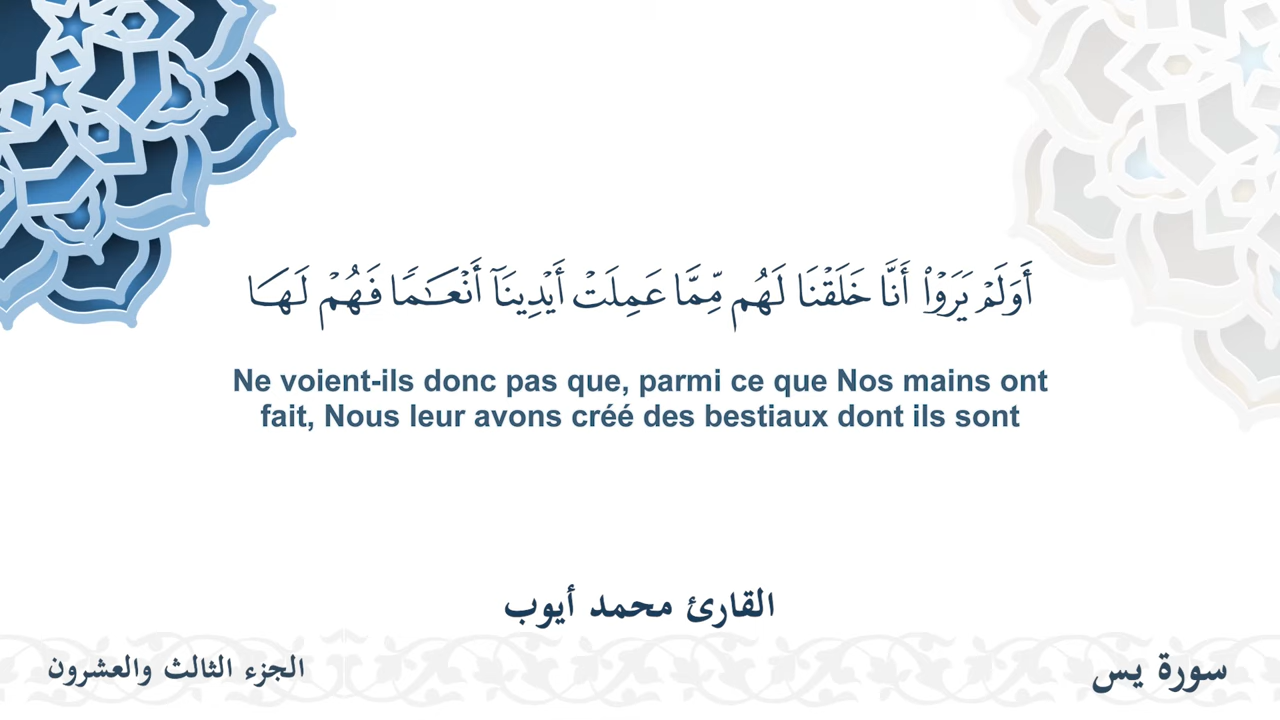 أَوَلَمْ يَرَوْا۟ أَنَّا خَلَقْنَا لَهُم مِّمَّا عَمِلَتْ أَيْدِينَآ أَنْعَـٰمًا فَهُمْ لَهَا
Ne voient-ils donc pas que, parmi ce que Nos mains ont
fait, Nous leur avons créé des bestiaux dont ils sont
القارئ محمد أيوب
سورة يس
الجزء الثالث والعشرون